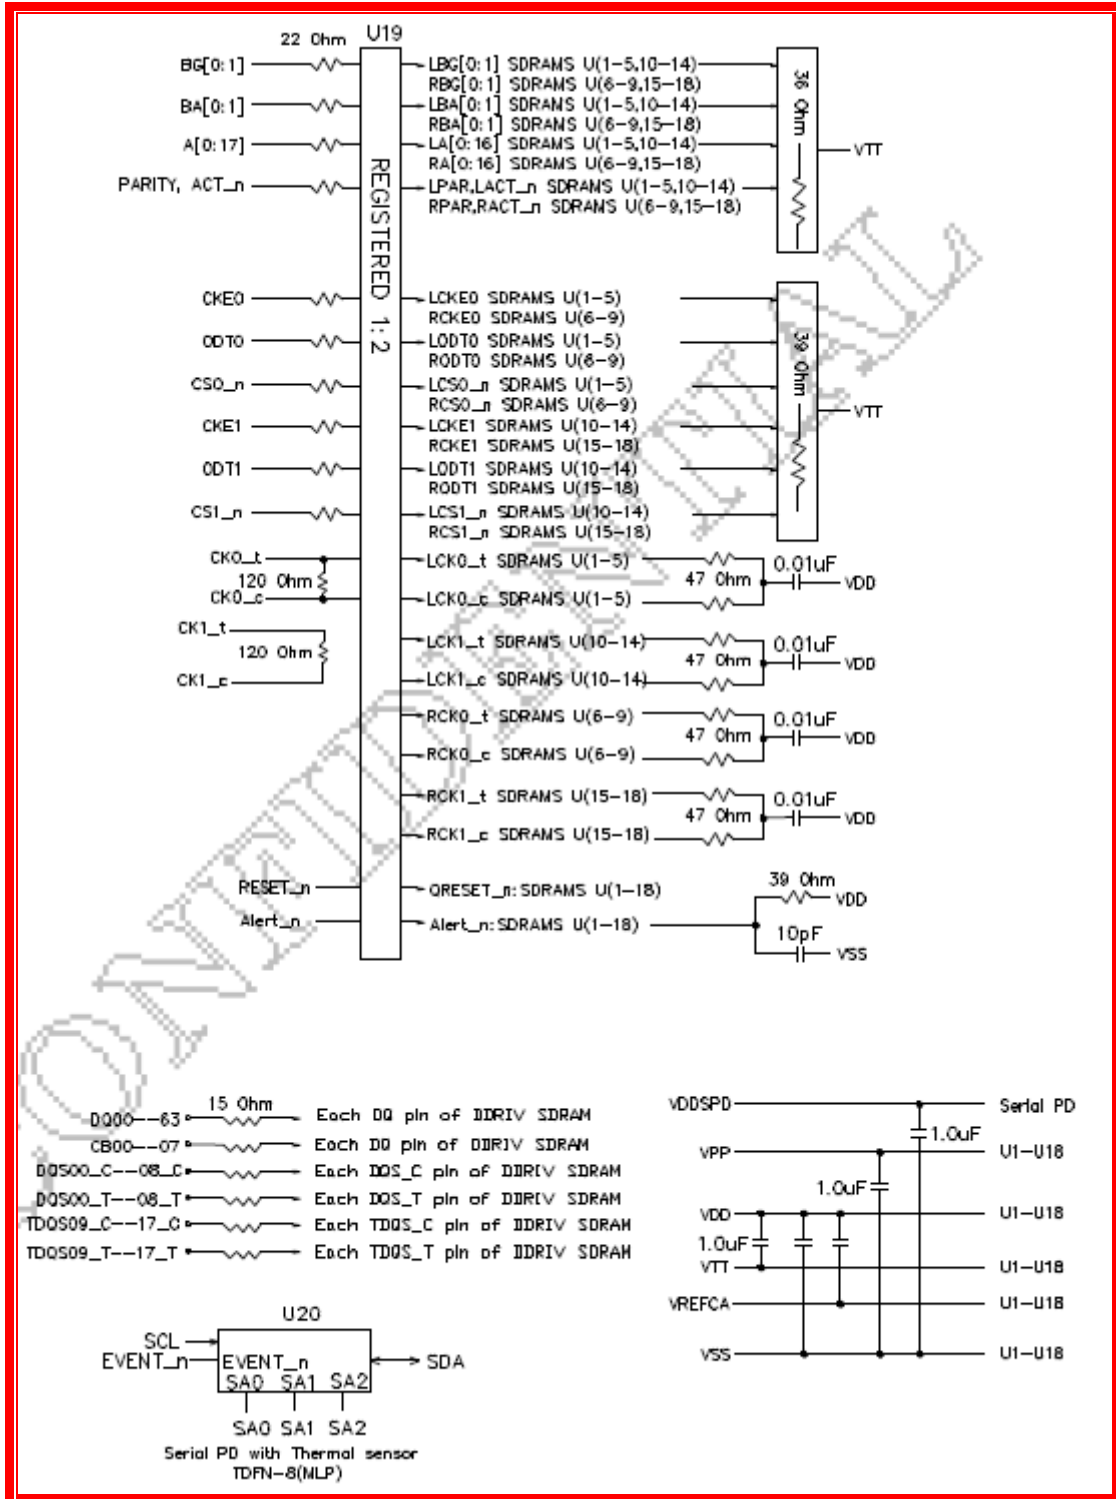 22 Ohm
U19
BG[0:1]
LBG[0:1] SDRAMS U(1-5,10-14)
RBG[0:1] SDRAMS U(6-9,15-18)
BA[0:1]
LBA[0:1] SDRAMS U(1-5,10-14)
RBA[0:1] SDRAMS U(6-9,15-18)
A[0:17]
LA[0:16] SDRAMS U(1-5,10-14)
RA[0:16] SDRAMS U(6-9,15-18)
PARITY, ACT_n
LPAR,LACT_n SDRAMS U(1-5,10-14)
RPAR,RACT_n SDRAMS U(6-9,15-18)
36 Ohm
VTT
REGISTERED 1:2
CKE0
LCKE0 SDRAMS U(1-5)
RCKE0 SDRAMS U(6-9)
ODT0
LODT0 SDRAMS U(1-5)
RODT0 SDRAMS U(6-9)
CS0_n
LCS0_n SDRAMS U(1-5)
RCS0_n SDRAMS U(6-9)
CKE1
LCKE1 SDRAMS U(10-14)
RCKE1 SDRAMS U(15-18)
ODT1
LODT1 SDRAMS U(10-14)
RODT1 SDRAMS U(15-18)
CS1_n
LCS1_n SDRAMS U(10-14)
RCS1_n SDRAMS U(15-18)
39 Ohm
VTT
CK0_t
120 Ohm
CK0_c
LCK0_t SDRAMS U(1-5)
LCK0_c SDRAMS U(1-5)
47 Ohm
0.01uF
VDD
CK1_t
120 Ohm
CK1_c
LCK1_t SDRAMS U(10-14)
LCK1_c SDRAMS U(10-14)
47 Ohm
0.01uF
VDD
RCK0_t SDRAMS U(6-9)
RCK0_c SDRAMS U(6-9)
47 Ohm
0.01uF
VDD
RCK1_t SDRAMS U(15-18)
RCK1_c SDRAMS U(15-18)
47 Ohm
0.01uF
VDD
RESET_n
QRESET_n:SDRAMS U(1-18)
Alert_n
Alert_n:SDRAMS U(1-18)
39 Ohm
VDD
10pF
VSS
CONFIDENTIAL
15 Ohm
DQ00--63
Each DQ pin of DDRIV SDRAM
CB00--07
Each DQ pin of DDRIV SDRAM
DQS00_C--08_C
Each DQS_C pin of DDRIV SDRAM
DQS00_T--08_T
Each DQS_T pin of DDRIV SDRAM
TDQS09_C--17_C
Each TDQS_C pin of DDRIV SDRAM
TDQS09_T--17_T
Each TDQS_T pin of DDRIV SDRAM
VDDSPD
Serial PD
1.0uF
VPP
U1-U18
1.0uF
VDD
U1-U18
1.0uF
VTT
U1-U18
VREFCA
U1-U18
VSS
U1-U18
U20
SCL
EVENT_n
EVENT_n
SDA
SA0 SA1 SA2
SA0 SA1 SA2
Serial PD with Thermal sensor
TDFN-8(MLP)